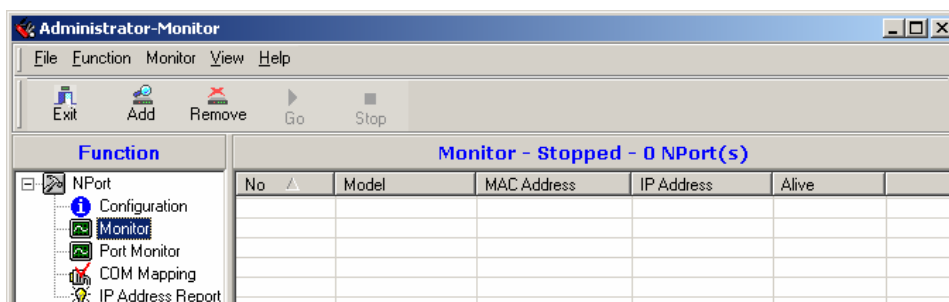 Administrator-Monitor
File Function Monitor View Help
Exit Add Remove Go Stop
Function
Monitor - Stopped - 0 NPort(s)
No Model MAC Address IP Address Alive
NPort
Configuration
Monitor
Port Monitor
COM Mapping
IP Address Report